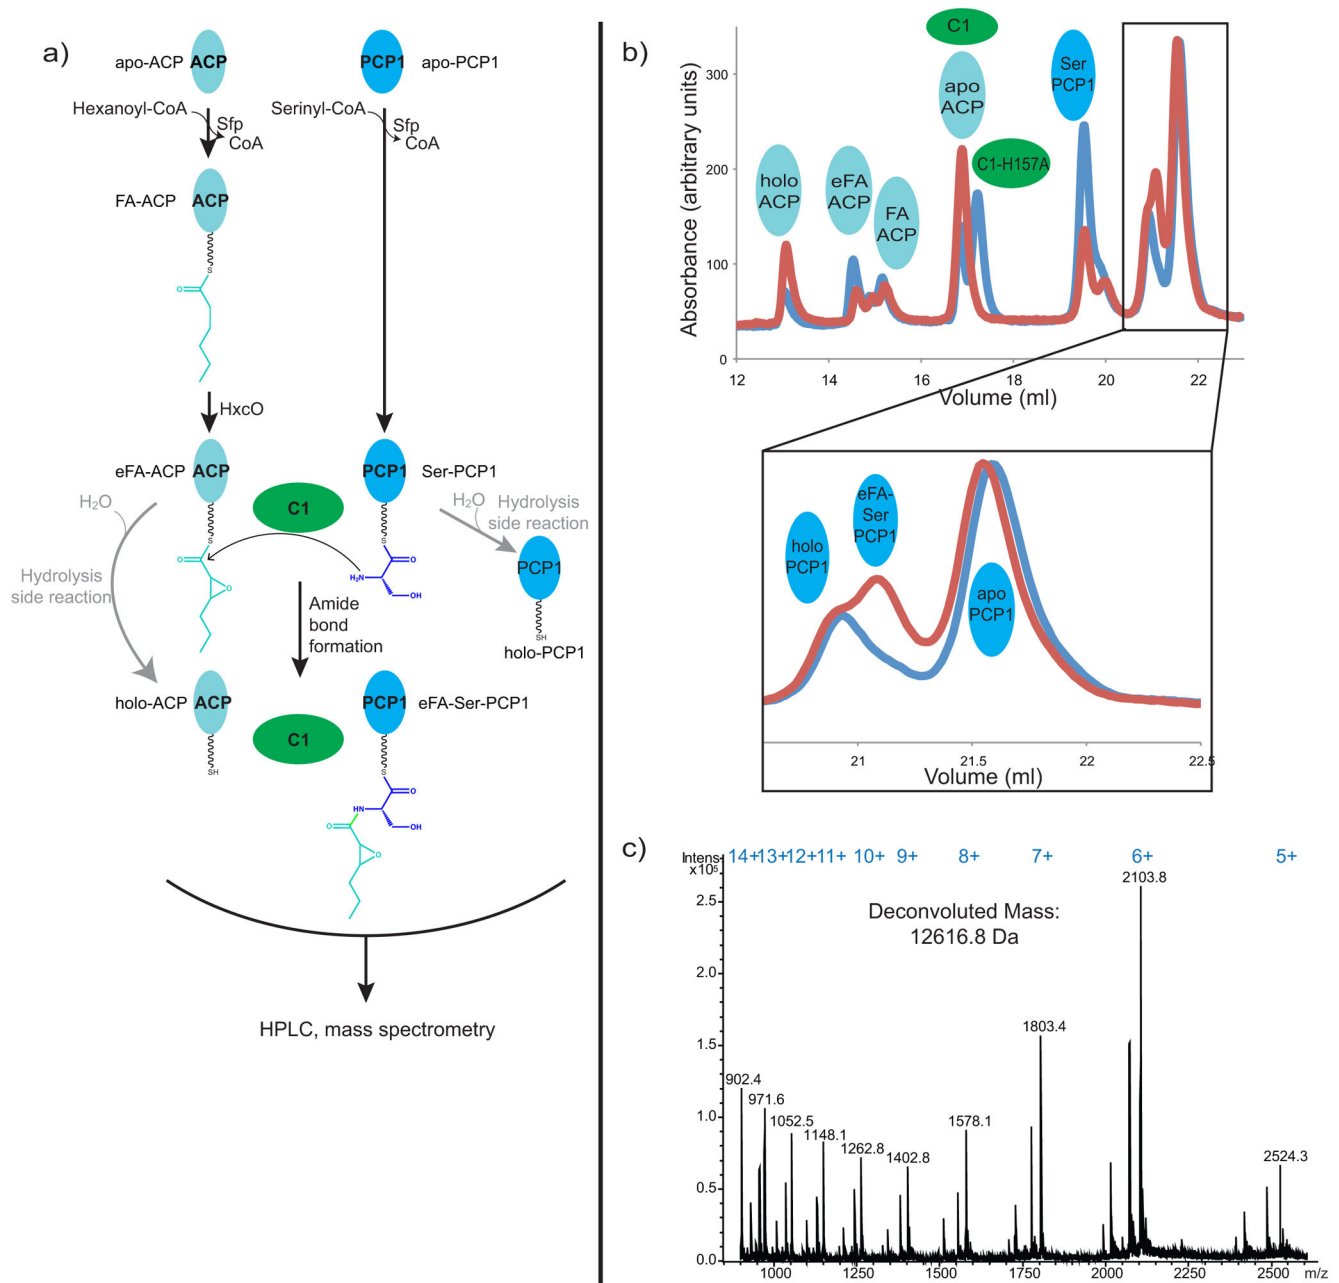 a)
apo-ACP ACP
PCP1 apo-PCP1
Hexanoyl-CoA
Sfp
CoA
Serinyl-CoA
Sfp
CoA
FA-ACP ACP
S
O
HxcO
eFA-ACP ACP
PCP1 Ser-PCP1
H2O
C1
H2O
Hydrolysis
side reaction
S
O
O
S
O
H2N
OH
PCP1
SH
holo-PCP1
Hydrolysis
side reaction
Amide
bond
formation
holo-ACP ACP
C1
PCP1 eFA-Ser-PCP1
SH
S
O
HN
OH
O
O
HPLC, mass spectrometry
b)
Absorbance (arbitrary units)
300
200
100
0
12
14
16
18
20
22
Volume (ml)
holo
ACP
eFA
ACP
FA
ACP
C1
apo
ACP
C1-H157A
Ser
PCP1
holo
PCP1
eFA-
Ser
PCP1
apo
PCP1
21
21.5
22
22.5
Volume (ml)
c)
Intens.
x10⁵
14+ 13+ 12+ 11+ 10+ 9+ 8+ 7+ 6+ 5+
Deconvoluted Mass:
12616.8 Da
2.5
2.0
1.5
1.0
0.5
0.0
902.4
971.6
1052.5
1148.1
1262.8
1402.8
1578.1
1803.4
2103.8
2524.3
1000
1250
1500
1750
2000
2250
2500
m/z